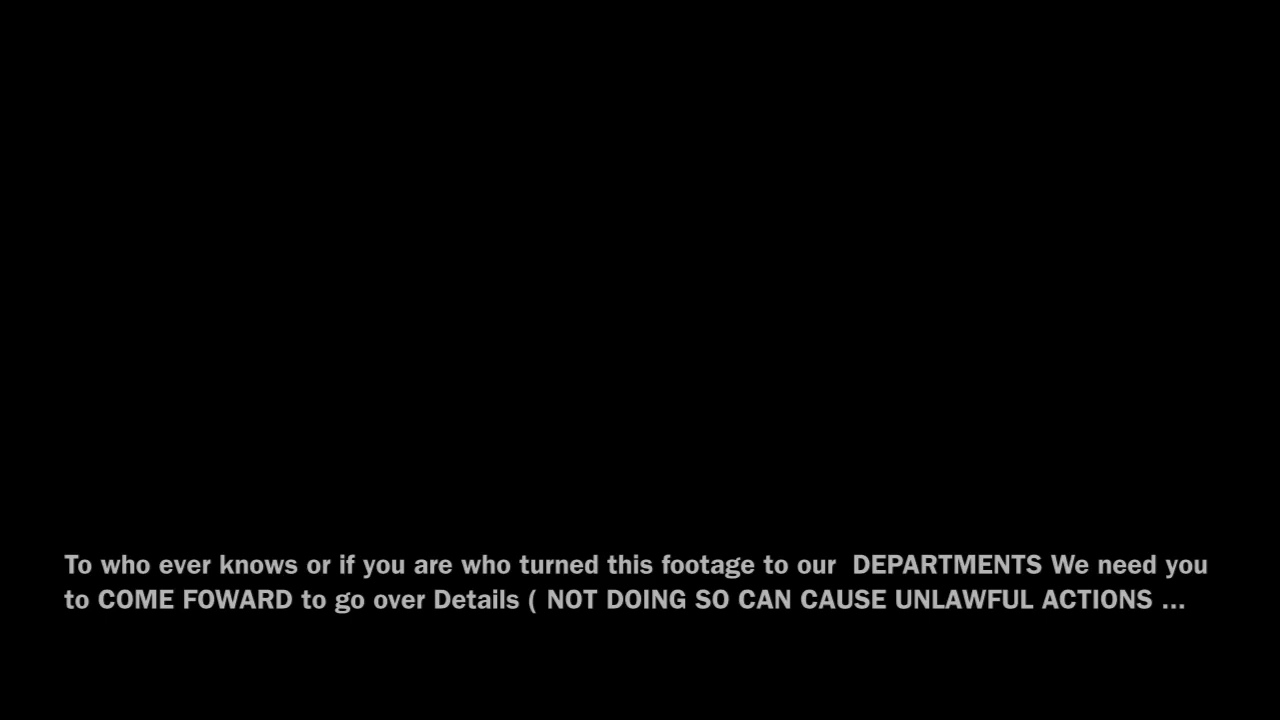 To who ever knows or if you are who turned this footage to our  DEPARTMENTS We need you
to COME FOWARD to go over Details ( NOT DOING SO CAN CAUSE UNLAWFUL ACTIONS ...